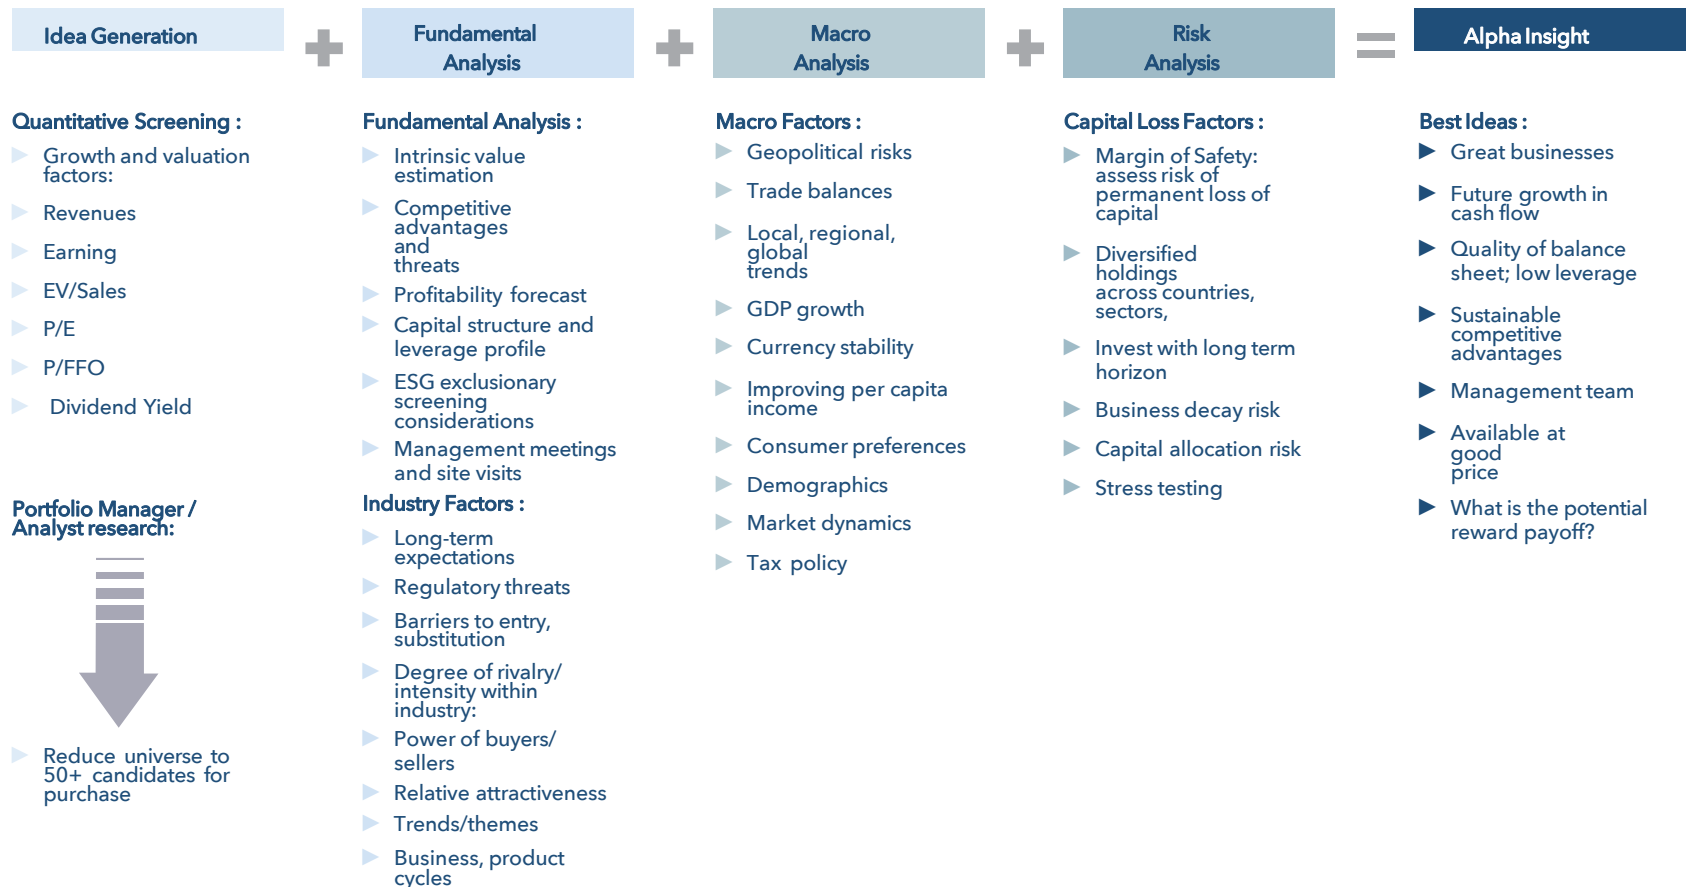 Idea Generation
Fundamental
Analysis
Macro
Analysis
Risk
Analysis
Alpha Insight
Quantitative Screening :
Growth and valuation
factors:
Revenues
Earning
EV/Sales
P/E
P/FFO
Dividend Yield
Portfolio Manager /
Analyst research:
Reduce universe to
50+ candidates for
purchase
Fundamental Analysis :
Intrinsic value
estimation
Competitive
advantages
and
threats
Profitability forecast
Capital structure and
leverage profile
ESG exclusionary
screening
considerations
Management meetings
and site visits
Industry Factors :
Long-term
expectations
Regulatory threats
Barriers to entry,
substitution
Degree of rivalry/
intensity within
industry:
Power of buyers/
sellers
Relative attractiveness
Trends/themes
Business, product
cycles
Macro Factors :
Geopolitical risks
Trade balances
Local, regional,
global
trends
GDP growth
Currency stability
Improving per capita
income
Consumer preferences
Demographics
Market dynamics
Tax policy
Capital Loss Factors :
Margin of Safety:
assess risk of
permanent loss of
capital
Diversified
holdings
across countries,
sectors,
Invest with long term
horizon
Business decay risk
Capital allocation risk
Stress testing
Best Ideas :
Great businesses
Future growth in
cash flow
Quality of balance
sheet; low leverage
Sustainable
competitive
advantages
Management team
Available at
good
price
What is the potential
reward payoff?